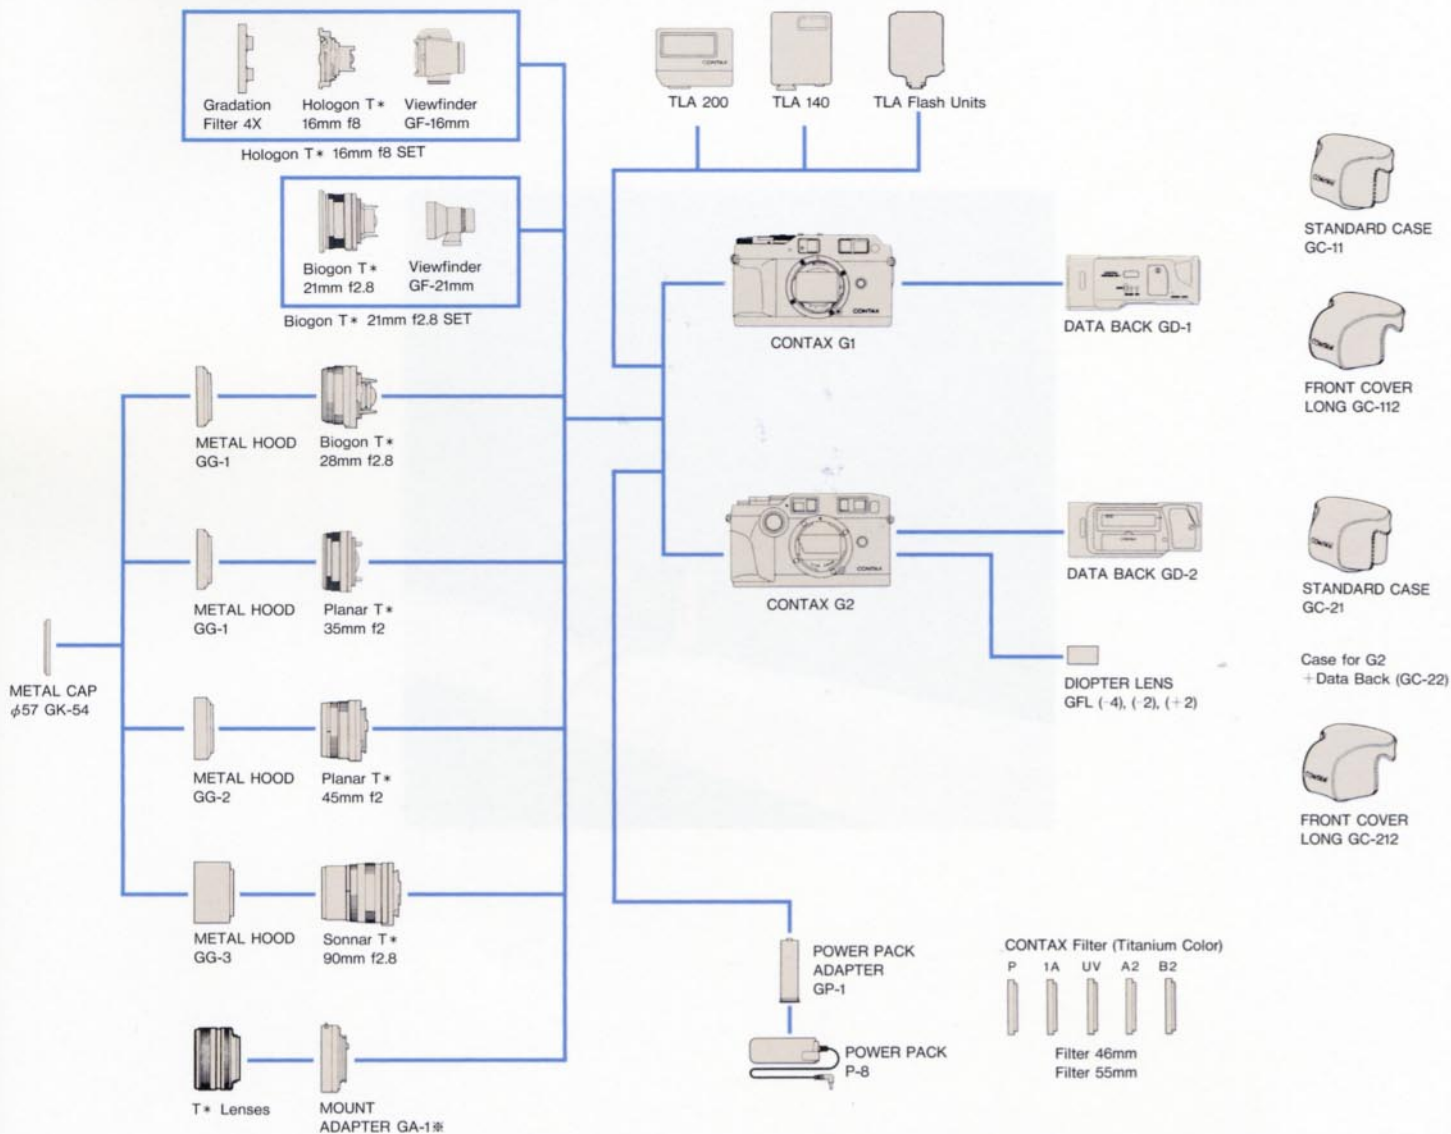 Gradation
Filter 4X
Hologon T*
16mm f8
Viewfinder
GF-16mm
Hologon T* 16mm f8 SET
Biogon T*
21mm f2.8
Viewfinder
GF-21mm
Biogon T* 21mm f2.8 SET
METAL HOOD
GG-1
Biogon T*
28mm f2.8
METAL HOOD
GG-1
Planar T*
35mm f2
METAL CAP
φ57 GK-54
METAL HOOD
GG-2
Planar T*
45mm f2
METAL HOOD
GG-3
Sonnar T*
90mm f2.8
T* Lenses
MOUNT
ADAPTER GA-1※
CONTAX
TLA 200
TLA 140
TLA Flash Units
CONTAX
CONTAX G1
DATA BACK GD-1
CONTAX
CONTAX G2
DATA BACK GD-2
DIOPTER LENS
GFL (-4), (-2), (+2)
POWER PACK
ADAPTER
GP-1
POWER PACK
P-8
CONTAX
STANDARD CASE
GC-11
CONTAX
FRONT COVER
LONG GC-112
CONTAX
STANDARD CASE
GC-21
Case for G2
+Data Back (GC-22)
CONTAX
FRONT COVER
LONG GC-212
CONTAX Filter (Titanium Color)
P 1A UV A2 B2
Filter 46mm
Filter 55mm